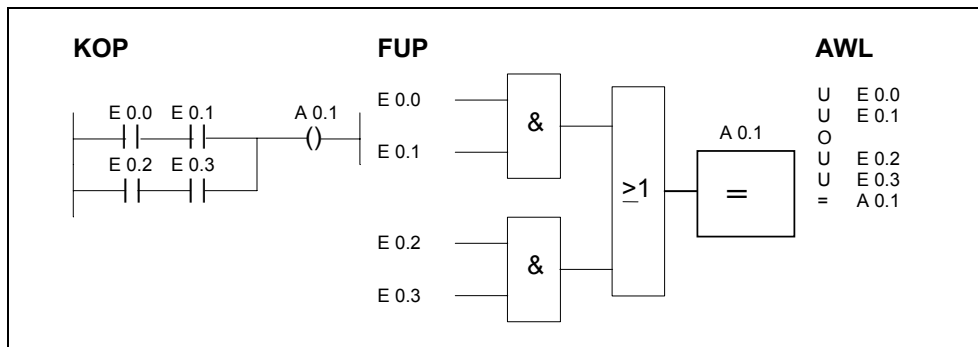 KOP
E 0.0 E 0.1 A 0.1
( )
E 0.2 E 0.3
FUP
E 0.0
E 0.1
&
E 0.2
E 0.3
&
≥1
A 0.1
=
AWL
U E 0.0
U E 0.1
O
U E 0.2
U E 0.3
= A 0.1